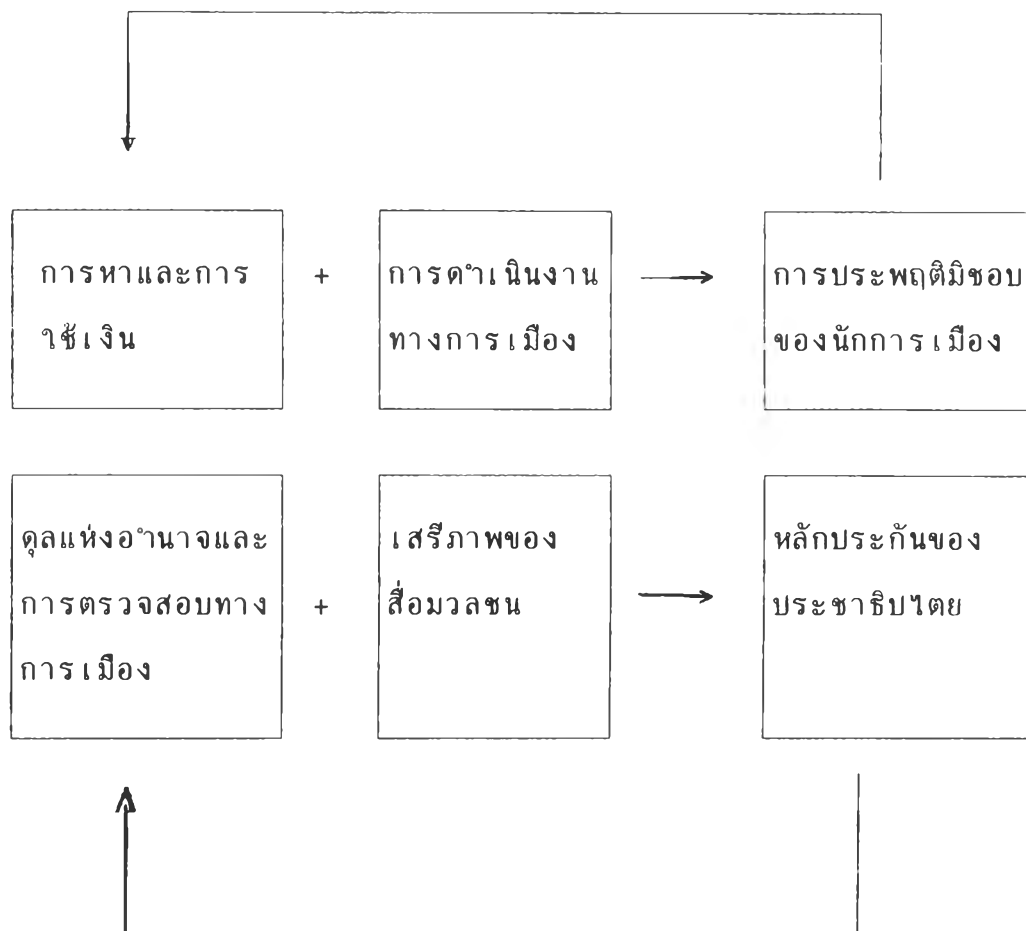 การหาและการ
ใช้เงิน
+
การดำเนินงาน
ทางการเมือง
การประพฤติมิชอบ
ของนักการเมือง
ดุลแห่งอำนาจและ
การตรวจสอบทาง
การเมือง
+
เสรีภาพของ
สื่อมวลชน
หลักประกันของ
ประชาธิปไตย